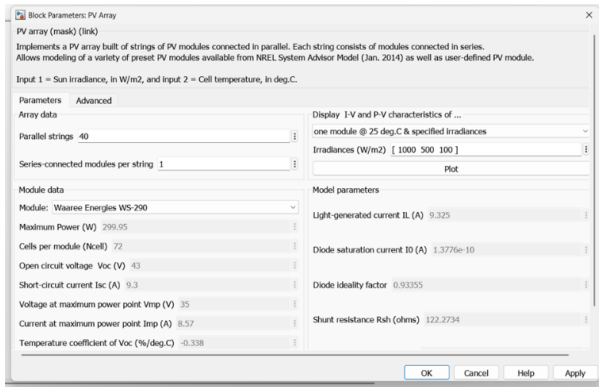 Block Parameters: PV Array
PV array (mask) (link)
Implements a PV array built of strings of PV modules connected in parallel. Each string consists of modules connected in series.
Allows modeling of a variety of preset PV modules available from NREL System Advisor Model (Jan. 2014) as well as user-defined PV module.
Input 1 = Sun irradiance, in W/m2, and input 2 = Cell temperature, in deg.C.
Parameters Advanced
Array data
Parallel strings 40
Series-connected modules per string 1
Display I-V and P-V characteristics of ...
one module @ 25 deg.C & specified irradiances
Irradiances (W/m2) [ 1000 500 100 ]
Plot
Module data
Module: Waaree Energies WS-290
Maximum Power (W) 299.95
Cells per module (Ncell) 72
Open circuit voltage Voc (V) 43
Short-circuit current Isc (A) 9.3
Voltage at maximum power point Vmp (V) 35
Current at maximum power point Imp (A) 8.57
Temperature coefficient of Voc (%/deg.C) -0.338
Model parameters
Light-generated current IL (A) 9.325
Diode saturation current I0 (A) 1.3776e-10
Diode ideality factor 0.93355
Shunt resistance Rsh (ohms) 122.2734
OK Cancel Help Apply